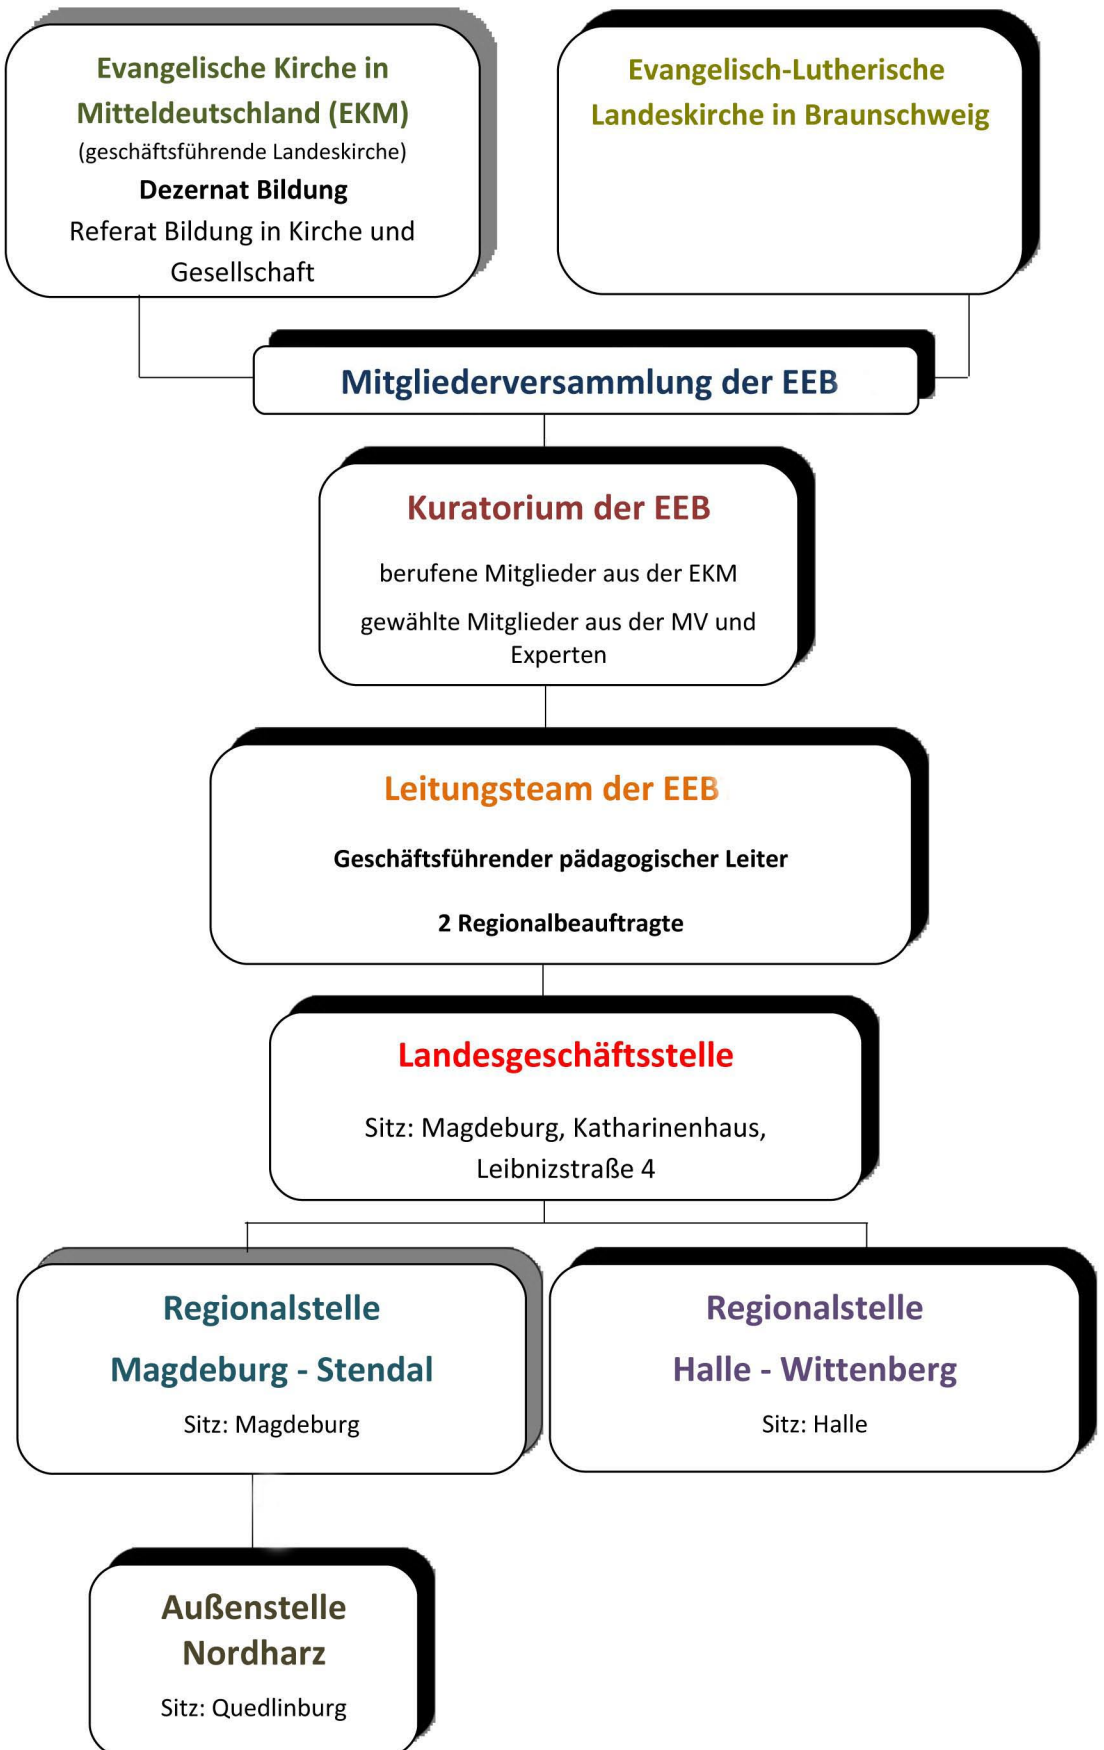 Evangelische Kirche in
Mitteldeutschland (EKM)
(geschäftsführende Landeskirche)
Dezernat Bildung
Referat Bildung in Kirche und
Gesellschaft
Evangelisch-Lutherische
Landeskirche in Braunschweig
Mitgliederversammlung der EEB
Kuratorium der EEB
berufene Mitglieder aus der EKM
gewählte Mitglieder aus der MV und
Experten
Leitungsteam der EEB
Geschäftsführender pädagogischer Leiter
2 Regionalbeauftragte
Landesgeschäftsstelle
Sitz: Magdeburg, Katharinenhaus,
Leibnizstraße 4
Regionalstelle
Magdeburg - Stendal
Sitz: Magdeburg
Regionalstelle
Halle - Wittenberg
Sitz: Halle
Außenstelle
Nordharz
Sitz: Quedlinburg